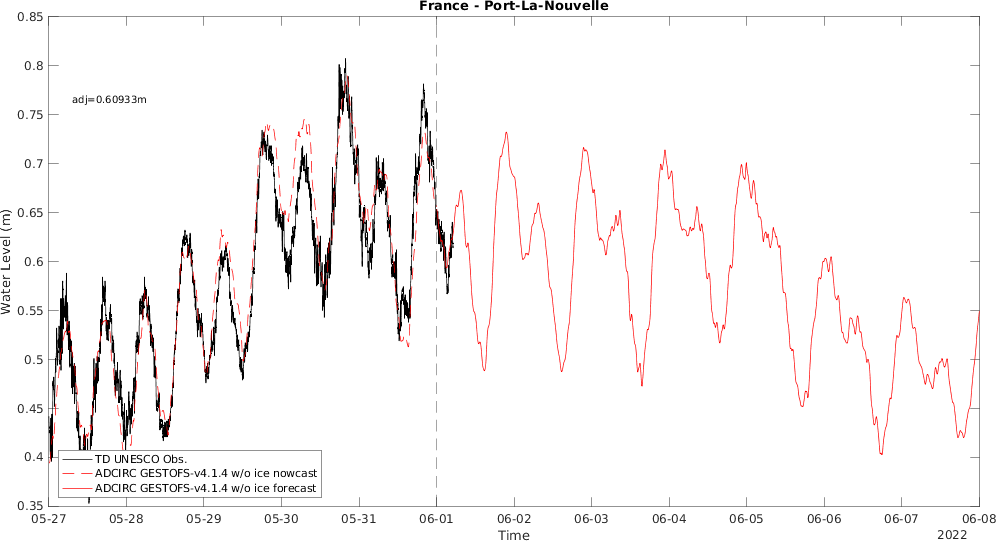 France - Port-La-Nouvelle
0.85
0.8
0.75
0.7
0.65
0.6
0.55
0.5
0.45
0.4
0.35
Water Level (m)
adj=0.60933m
TD UNESCO Obs.
ADCIRC GESTOFS-v4.1.4 w/o ice nowcast
ADCIRC GESTOFS-v4.1.4 w/o ice forecast
05-27 05-28 05-29 05-30 05-31 06-01 06-02 06-03 06-04 06-05 06-06 06-07 06-08
Time
2022